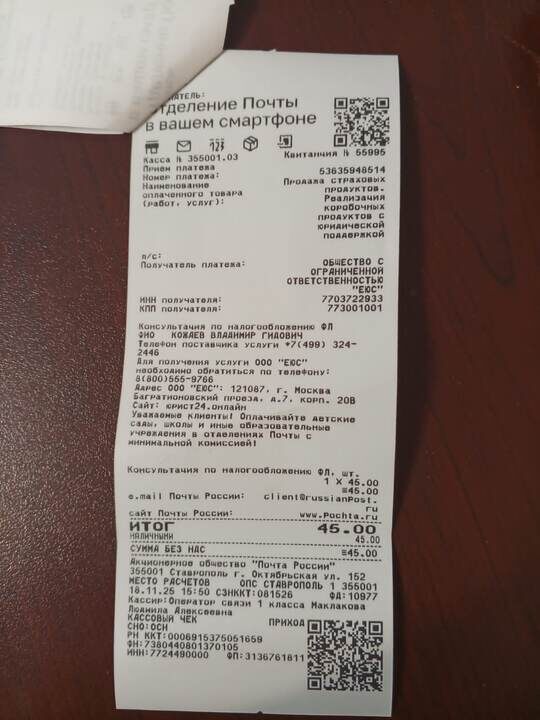 АТЕЛЬ:
тделение Почты
в вашем смартфоне
Касса № 355001.03 Квитанция № 55995
Прием платежа
Номер платежа: 53635948514
Наименование Продажа страховых
оплаченного товара продуктов.
(работ, услуг): Реализация
коробочных
продуктов с
юридической
поддержкой
п/с:
Получатель платежа: ОБЩЕСТВО С
ОГРАНИЧЕННОЙ
ОТВЕТСТВЕННОСТЬЮ
"ЕЮС"
ИНН получателя: 7703722933
КПП получателя: 773001001
Консультация по налогообложению ФЛ
ФИО КОЖАЕВ ВЛАДИМИР ГИДОВИЧ
Телефон поставщика услуги +7(499) 324-
2446
Для получения услуги ООО "ЕЮС"
необходимо обратиться по телефону:
8(800)555-9766
Адрес ООО "ЕЮС": 121087, г. Москва
Багратионовский проезд, д.7, корп. 20В
Сайт: юрист24.онлайн
Уважаемые клиенты! Оплачивайте детские
сады, школы и иные образовательные
учреждения в отделениях Почты с
минимальной комиссией!
Консультация по налогообложению ФЛ, шт.
1 X 45.00
≡45.00
e.mail Почты России: client@russianPost.
ru
сайт Почты России: www.Pochta.ru
ИТОГ 45.00
НАЛИЧНЫМИ 45.00
СУММА БЕЗ НДС ≡45.00
Акционерное общество "Почта России"
355001 Ставрополь г, Октябрьская ул, 152
МЕСТО РАСЧЕТОВ ОПС СТАВРОПОЛЬ 1 355001
18.11.25 15:50 СЗНККТ:081526 ФД:10977
Кассир:Оператор связи 1 класса Маклакова
Людмила Алексеевна
КАССОВЫЙ ЧЕК ПРИХОД
СНО:ОСН
РН ККТ:0006915375051659
ФН:7380440801370105
ИНН:7724490000 ФП:3136761811